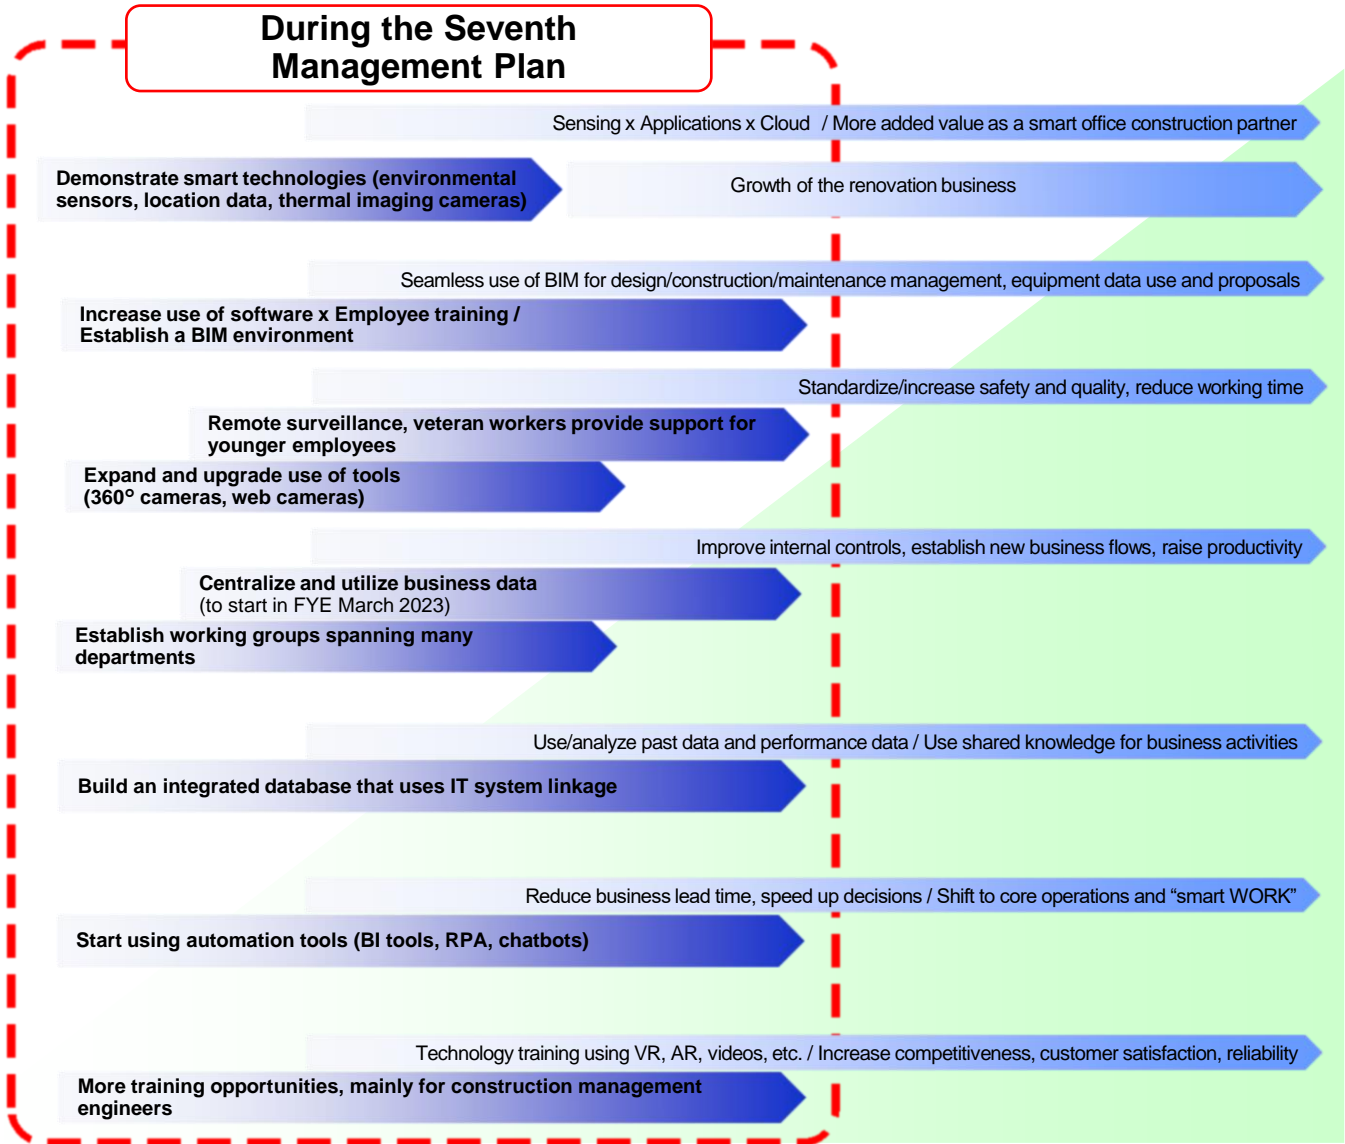 During the Seventh
Management Plan
Sensing x Applications x Cloud / More added value as a smart office construction partner
Demonstrate smart technologies (environmental
sensors, location data, thermal imaging cameras)
Growth of the renovation business
Seamless use of BIM for design/construction/maintenance management, equipment data use and proposals
Increase use of software x Employee training /
Establish a BIM environment
Standardize/increase safety and quality, reduce working time
Remote surveillance, veteran workers provide support for
younger employees
Expand and upgrade use of tools
(360° cameras, web cameras)
Improve internal controls, establish new business flows, raise productivity
Centralize and utilize business data
(to start in FYE March 2023)
Establish working groups spanning many
departments
Use/analyze past data and performance data / Use shared knowledge for business activities
Build an integrated database that uses IT system linkage
Reduce business lead time, speed up decisions / Shift to core operations and “smart WORK”
Start using automation tools (BI tools, RPA, chatbots)
Technology training using VR, AR, videos, etc. / Increase competitiveness, customer satisfaction, reliability
More training opportunities, mainly for construction management
engineers